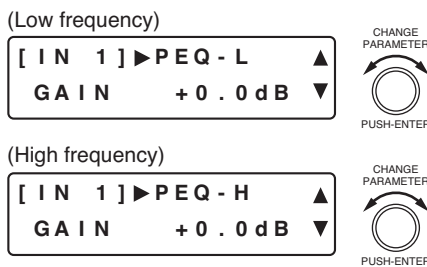 (Low frequency)
[ IN 1 ]▶PEQ-L ▲
GAIN +0.0dB ▼
CHANGE
PARAMETER
PUSH-ENTER
(High frequency)
[ IN 1 ]▶PEQ-H ▲
GAIN +0.0dB ▼
CHANGE
PARAMETER
PUSH-ENTER